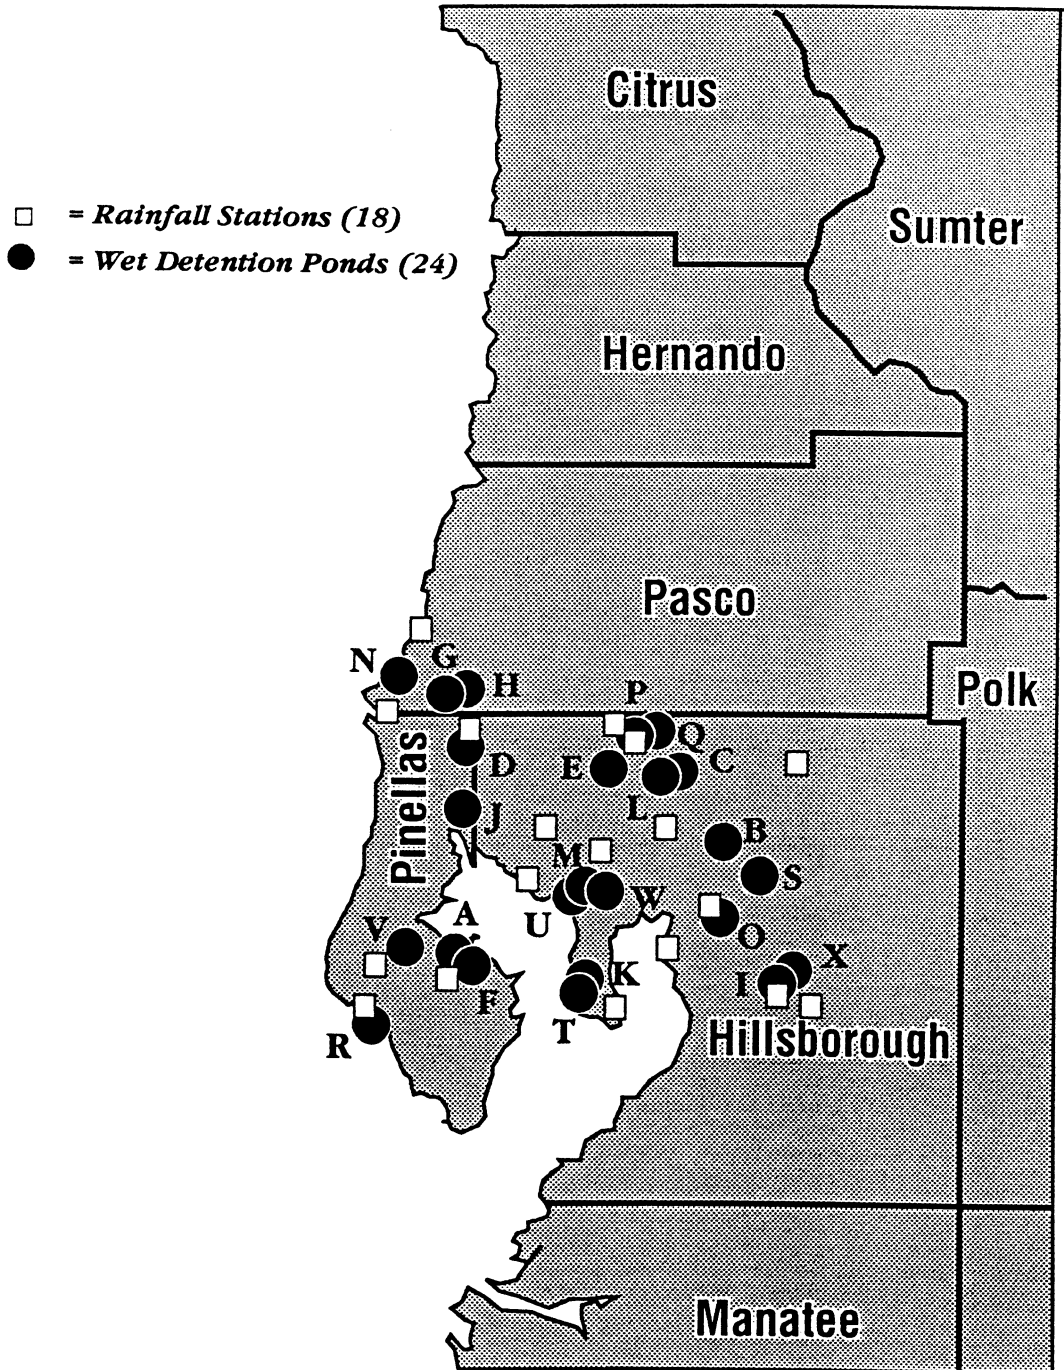 Citrus
= Rainfall Stations (18)
Sumter
= Wet Detention Ponds (24)
Hernando
Pasco
N
G
H
P
Polk
Q
D
E
C
L
J
Pinellas
B
M
S
W
U
A
V
O
K
X
I
F
T
R
Hillsborough
Manatee